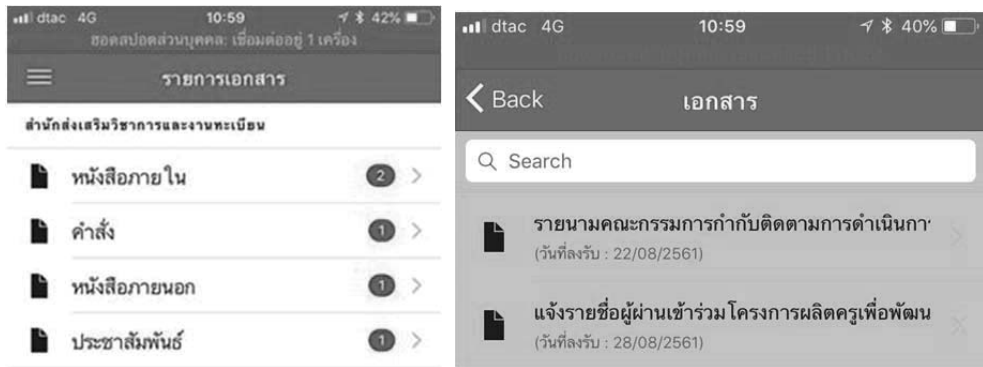 dtac 4G 10:59 42%
ฮอตสปอตส่วนบุคคล: เชื่อมต่ออยู่ 1 เครื่อง
รายการเอกสาร
สำนักส่งเสริมวิชาการและงานทะเบียน
หนังสือภายใน 2
คำสั่ง 1
หนังสือภายนอก 1
ประชาสัมพันธ์ 1
dtac 4G 10:59 40%
Back เอกสาร
Search
รายนามคณะกรรมการกำกับติดตามการดำเนินกา
(วันที่ลงรับ : 22/08/2561)
แจ้งรายชื่อผู้ผ่านเข้าร่วมโครงการผลิตครูเพื่อพัฒน
(วันที่ลงรับ : 28/08/2561)